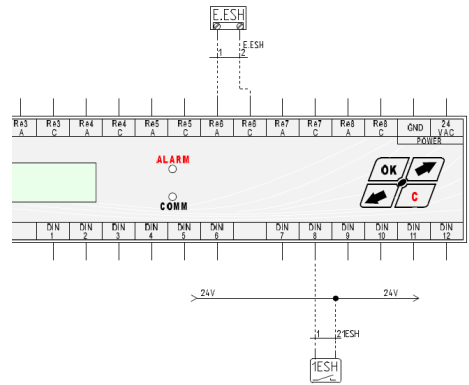 E.ESH
1 2 E.ESH
Re3 Re3 Re4 Re4 Re5 Re5 Re6 Re6 Re7 Re7 Re8 Re8 GND 24
A C A C A C A C A C A C VAC
POWER
ALARM
OK
COMM
C
DIN DIN DIN DIN DIN DIN DIN DIN DIN DIN DIN DIN
1 2 3 4 5 6 7 8 9 10 11 12
24V 24V
1 2 1ESH
1ESH